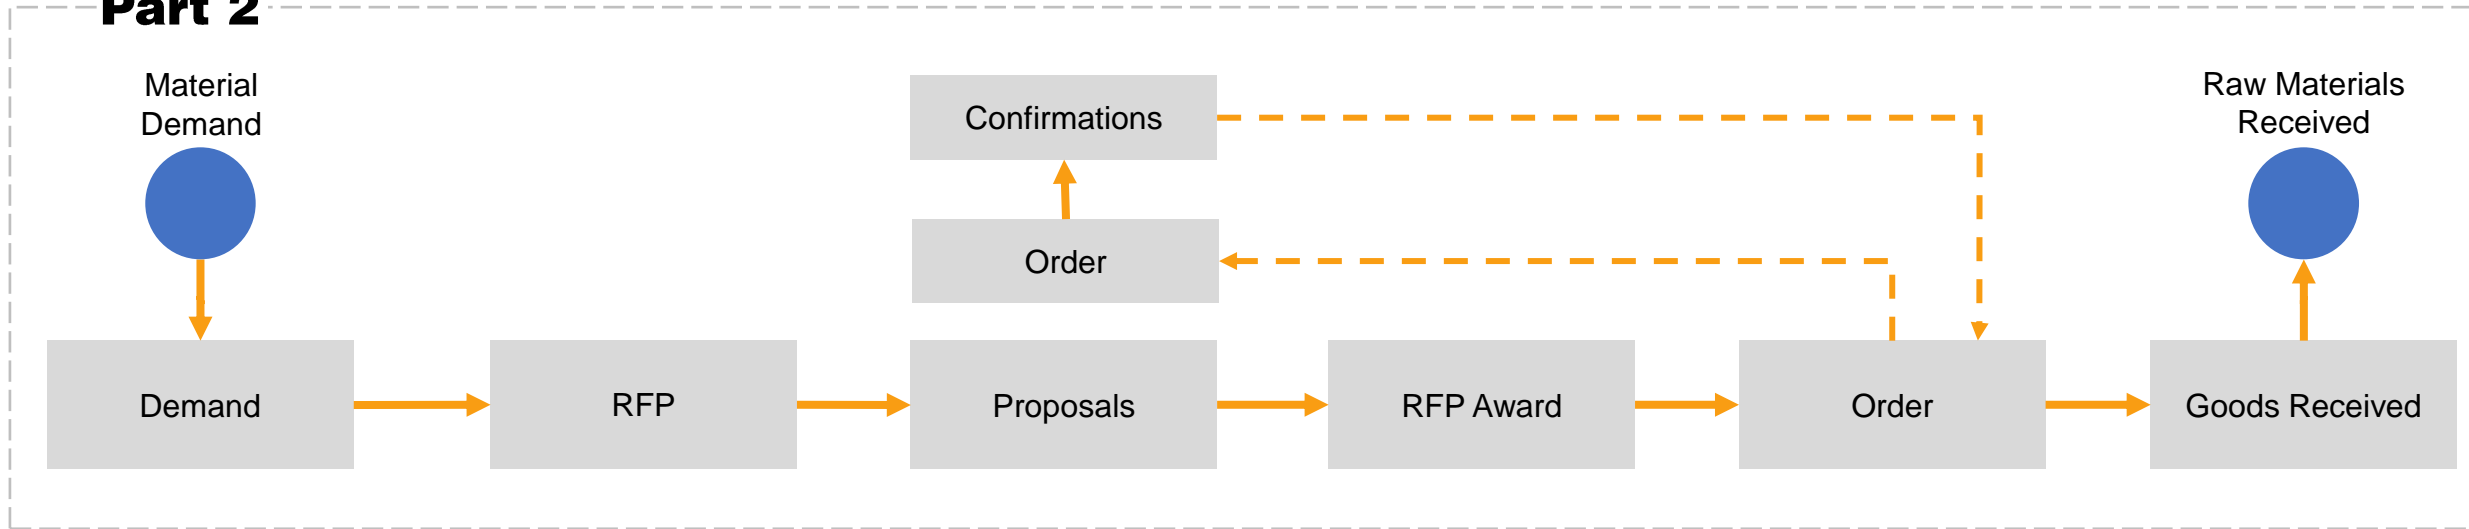 Part 2
Material
Demand
Raw Materials
Received
Confirmations
Order
Demand
RFP
Proposals
RFP Award
Order
Goods Received